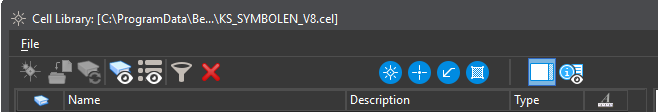 Cell Library: [C:\ProgramData\Be...\KS_SYMBOLEN_V8.cel]
File
Name Description Type